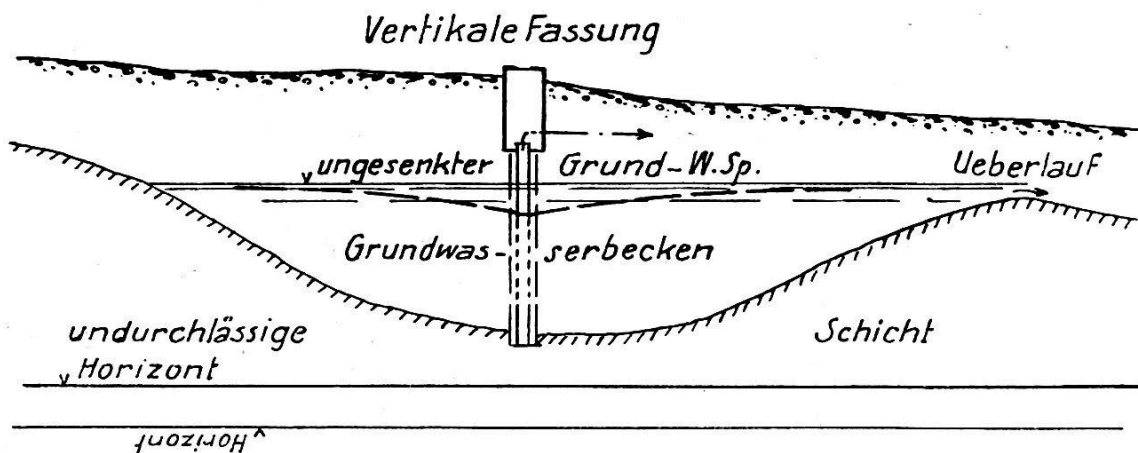 Vertikale Fassung
ungesenkter Grund-W.Sp.
Ueberlauf
Grundwas-serbecken
undurchlässige Schicht
Horizont
Horizont